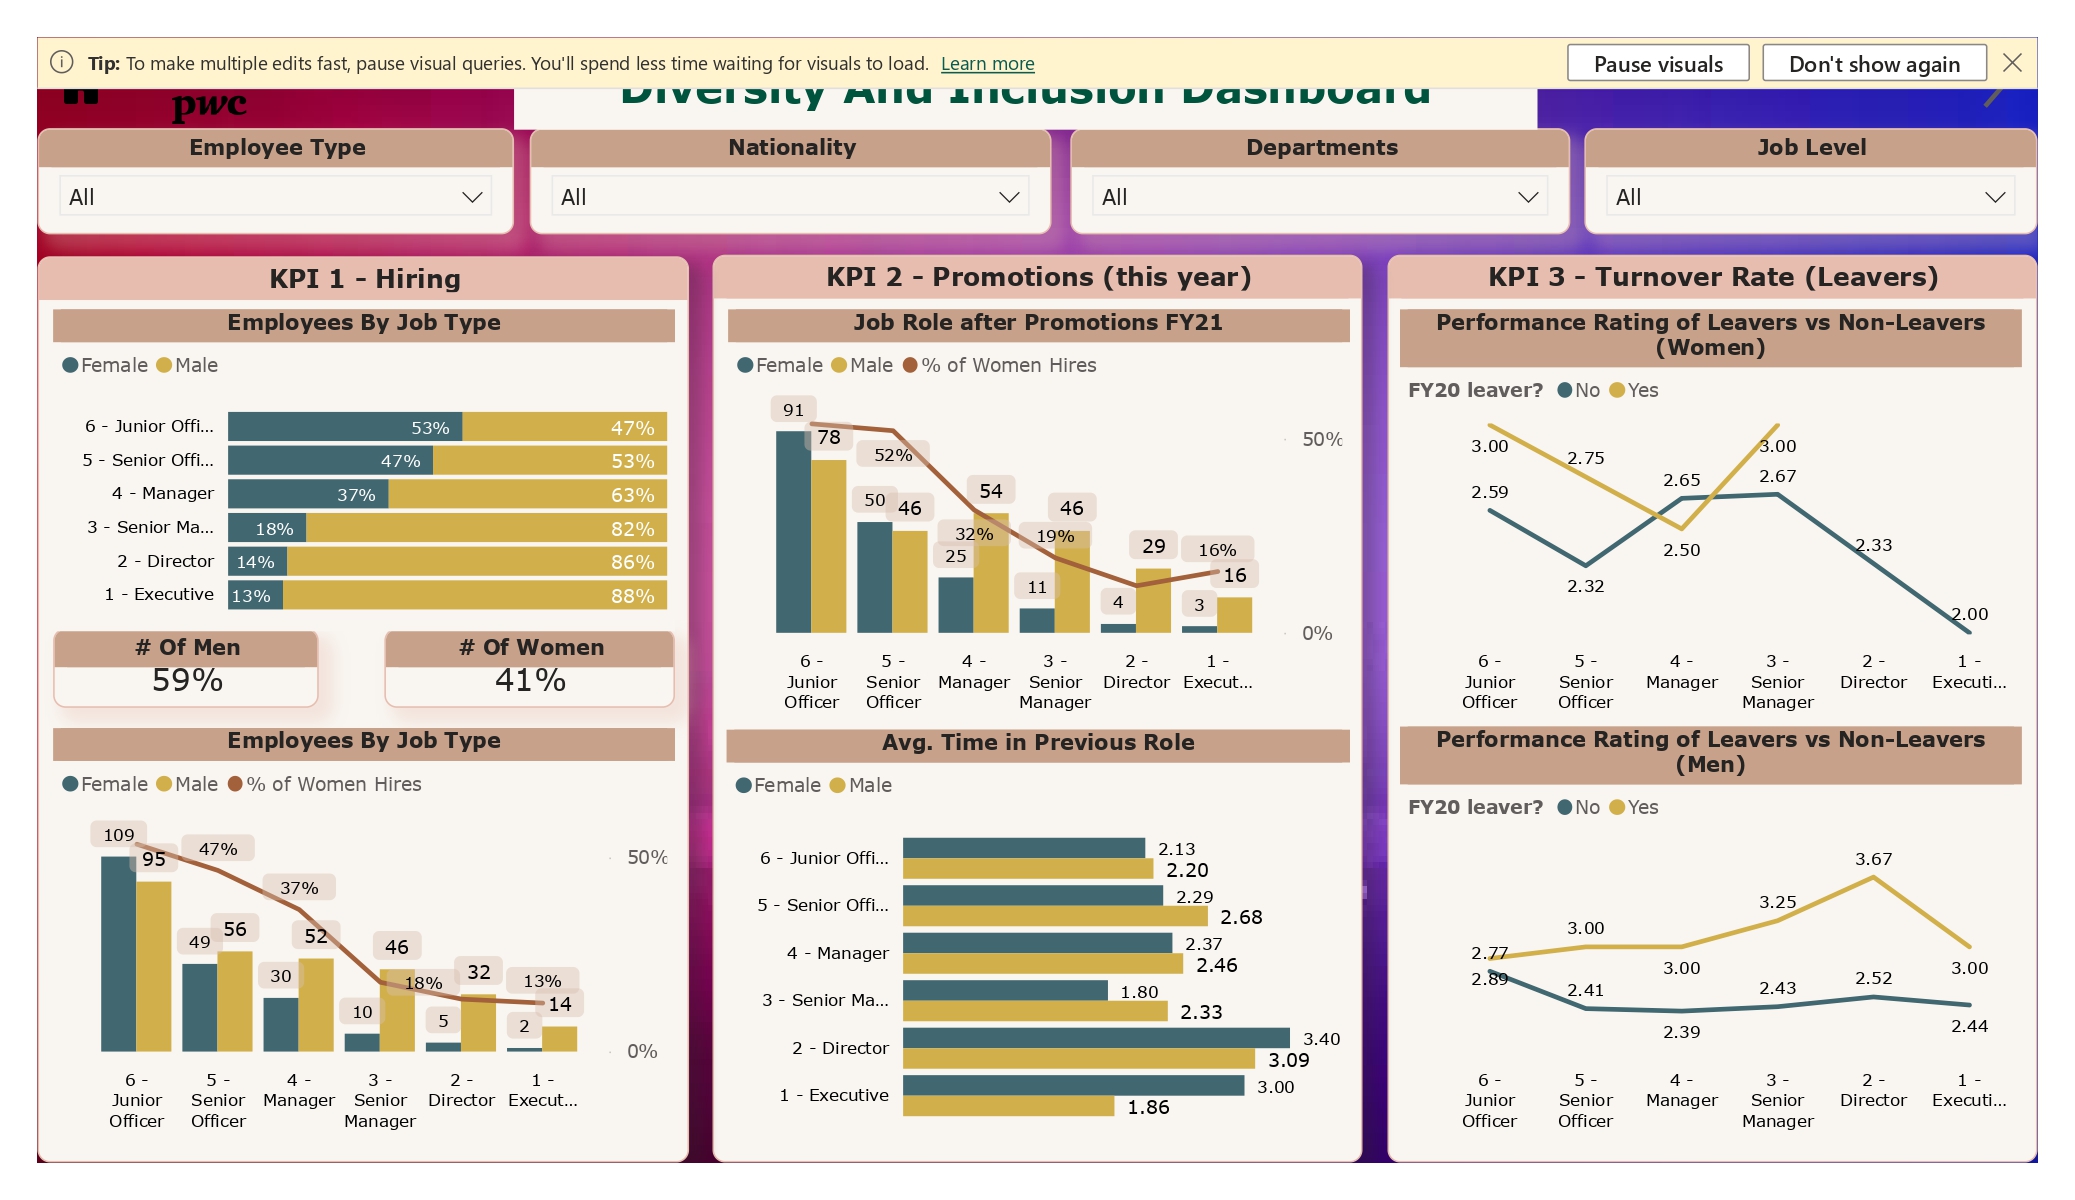 Tip: To make multiple edits fast, pause visual queries. You'll spend less time waiting for visuals to load. Learn more
Pause visuals
Don't show again
pwc
Diversity And Inclusion Dashboard
Employee Type
All
Nationality
All
Departments
All
Job Level
All
KPI 1 - Hiring
Employees By Job Type
Female Male
6 - Junior Offi... 53% 47%
5 - Senior Offi... 47% 53%
4 - Manager 37% 63%
3 - Senior Ma... 18% 82%
2 - Director 14% 86%
1 - Executive 13% 88%
# Of Men
59%
# Of Women
41%
Employees By Job Type
Female Male % of Women Hires
109
95
47%
50%
37%
49
56
52
30
46
10
18%
32
5
13%
14
2
0%
6 - Junior Officer
5 - Senior Officer
4 - Manager
3 - Senior Manager
2 - Director
1 - Execut...
KPI 2 - Promotions (this year)
Job Role after Promotions FY21
Female Male % of Women Hires
91
78
50%
52%
50
46
54
32%
25
46
19%
11
29
4
16%
16
3
0%
6 - Junior Officer
5 - Senior Officer
4 - Manager
3 - Senior Manager
2 - Director
1 - Execut...
Avg. Time in Previous Role
Female Male
6 - Junior Offi... 2.13
2.20
5 - Senior Offi... 2.29
2.68
4 - Manager 2.37
2.46
3 - Senior Ma... 1.80
2.33
2 - Director 3.40
3.09
1 - Executive 3.00
1.86
KPI 3 - Turnover Rate (Leavers)
Performance Rating of Leavers vs Non-Leavers
(Women)
FY20 leaver? No Yes
3.00
2.75
3.00
2.59
2.65
2.67
2.50
2.33
2.32
2.00
6 - Junior Officer
5 - Senior Officer
4 - Manager
3 - Senior Manager
2 - Director
1 - Executi...
Performance Rating of Leavers vs Non-Leavers
(Men)
FY20 leaver? No Yes
3.67
3.25
3.00
2.77
3.00
3.00
2.89
2.41
2.43
2.52
2.39
2.44
6 - Junior Officer
5 - Senior Officer
4 - Manager
3 - Senior Manager
2 - Director
1 - Executi...